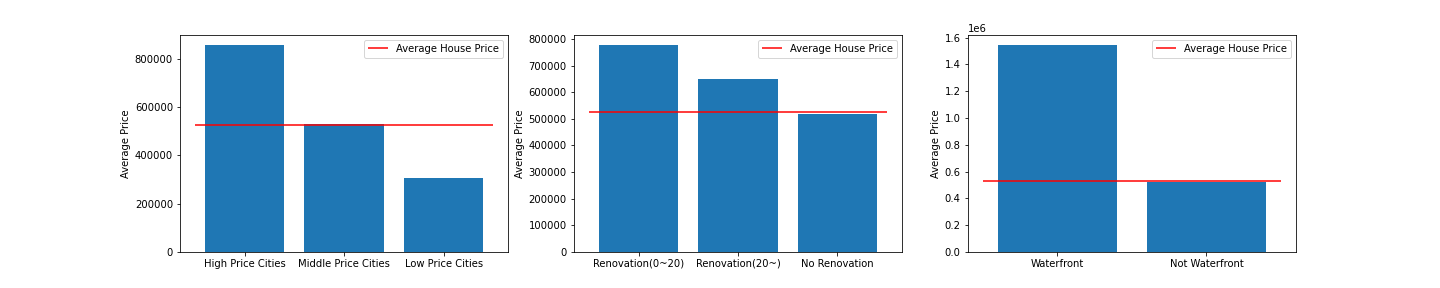 Average Price
800000
600000
400000
200000
0
High Price Cities
Middle Price Cities
Low Price Cities
Average House Price
Average Price
800000
700000
600000
500000
400000
300000
200000
100000
0
Renovation(0~20)
Renovation(20~)
No Renovation
Average House Price
1e6
Average Price
1.6
1.4
1.2
1.0
0.8
0.6
0.4
0.2
0.0
Waterfront
Not Waterfront
Average House Price